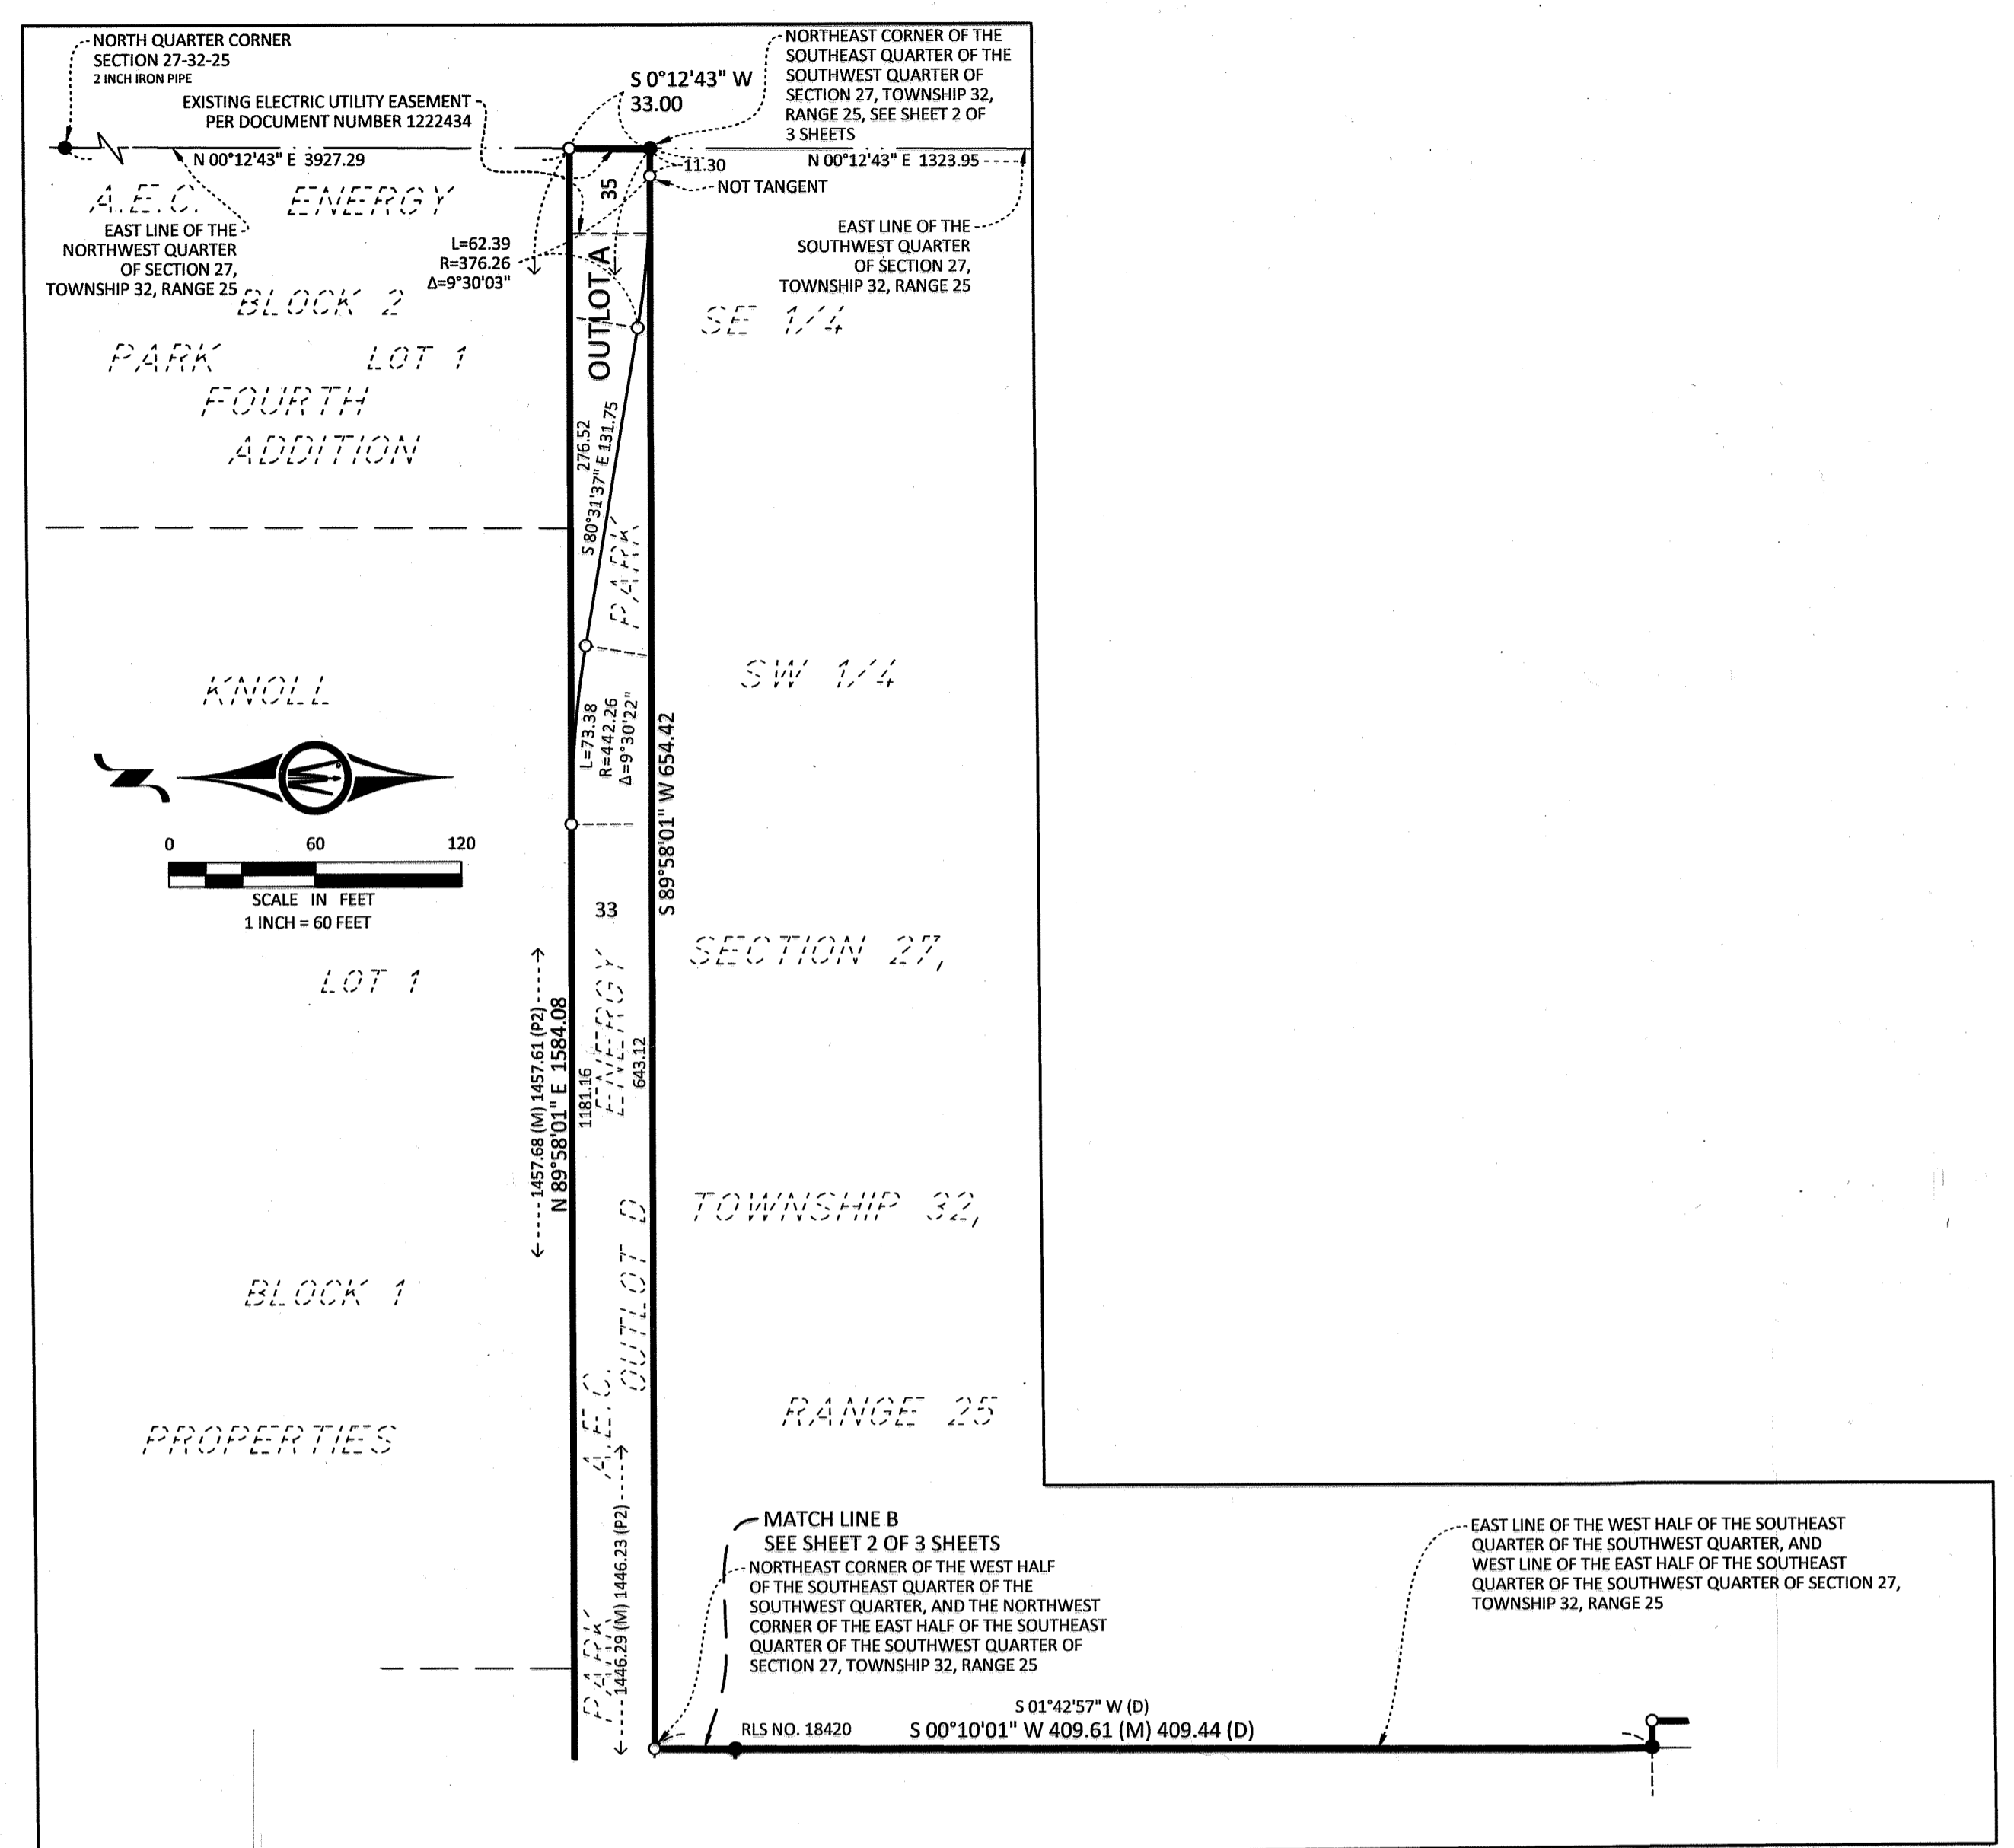 NORTH QUARTER CORNER
SECTION 27-32-25
2 INCH IRON PIPE
EXISTING ELECTRIC UTILITY EASEMENT
PER DOCUMENT NUMBER 1222434
S 0°12'43" W
33.00
NORTHEAST CORNER OF THE
SOUTHEAST QUARTER OF THE
SOUTHWEST QUARTER OF
SECTION 27, TOWNSHIP 32,
RANGE 25, SEE SHEET 2 OF
3 SHEETS
N 00°12'43" E 3927.29
11.30
N 00°12'43" E 1323.95
NOT TANGENT
35
A.E.C. ENERGY
EAST LINE OF THE
NORTHWEST QUARTER
OF SECTION 27,
TOWNSHIP 32, RANGE 25
L=62.39
R=376.26
Δ=9°30'03"
EAST LINE OF THE
SOUTHWEST QUARTER
OF SECTION 27,
TOWNSHIP 32, RANGE 25
OUTLOT A
BLOCK 2
SE 1/4
PARK LOT 1
FOURTH
ADDITION
276.52
S 80°31'37" E 131.75
PARK
KNOLL
SW 1/4
L=73.38
R=442.26
Δ=9°30'22"
S 89°58'01" W 654.42
0 60 120
SCALE IN FEET
1 INCH = 60 FEET
33
LOT 1
SECTION 27,
1457.68 (M) 1457.61 (P2)
N 89°58'01" E 1584.08
1181.16
ENERGY
643.12
TOWNSHIP 32,
OUTLOT D
BLOCK 1
A.E.C.
RANGE 25
PROPERTIES
PARK
1446.29 (M) 1446.23 (P2)
MATCH LINE B
SEE SHEET 2 OF 3 SHEETS
NORTHEAST CORNER OF THE WEST HALF
OF THE SOUTHEAST QUARTER OF THE
SOUTHWEST QUARTER, AND THE NORTHWEST
CORNER OF THE EAST HALF OF THE SOUTHEAST
QUARTER OF THE SOUTHWEST QUARTER OF
SECTION 27, TOWNSHIP 32, RANGE 25
EAST LINE OF THE WEST HALF OF THE SOUTHEAST
QUARTER OF THE SOUTHWEST QUARTER, AND
WEST LINE OF THE EAST HALF OF THE SOUTHEAST
QUARTER OF THE SOUTHWEST QUARTER OF SECTION 27,
TOWNSHIP 32, RANGE 25
S 01°42'57" W (D)
RLS NO. 18420
S 00°10'01" W 409.61 (M) 409.44 (D)